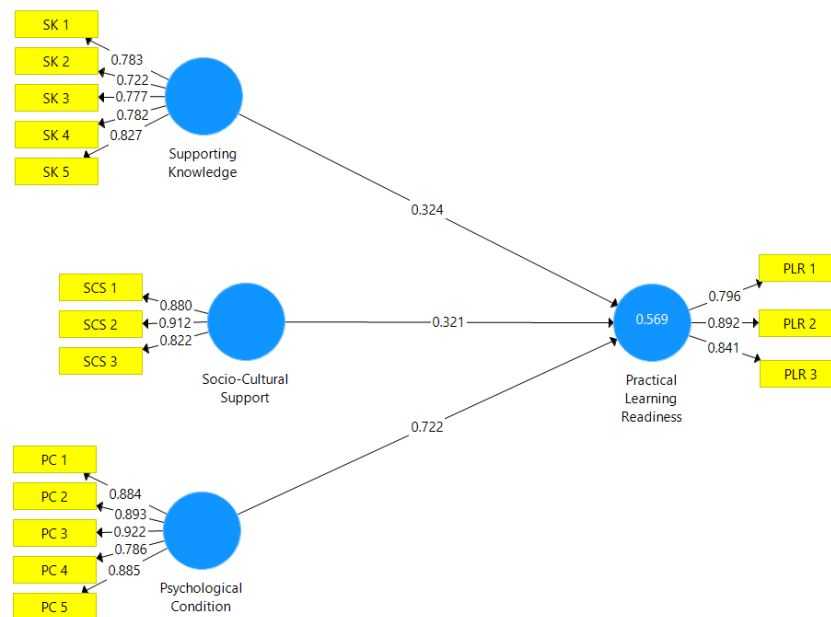 SK 1
0.783
SK 2
0.722
SK 3
0.777
SK 4
0.782
0.827
SK 5
Supporting
Knowledge
0.324
SCS 1
0.880
SCS 2
0.912
SCS 3
0.822
Socio-Cultural
Support
0.321
0.569
Practical
Learning
Readiness
PLR 1
0.796
PLR 2
0.892
0.841
PLR 3
0.722
PC 1
0.884
PC 2
0.893
PC 3
0.922
0.786
PC 4
0.885
PC 5
Psychological
Condition